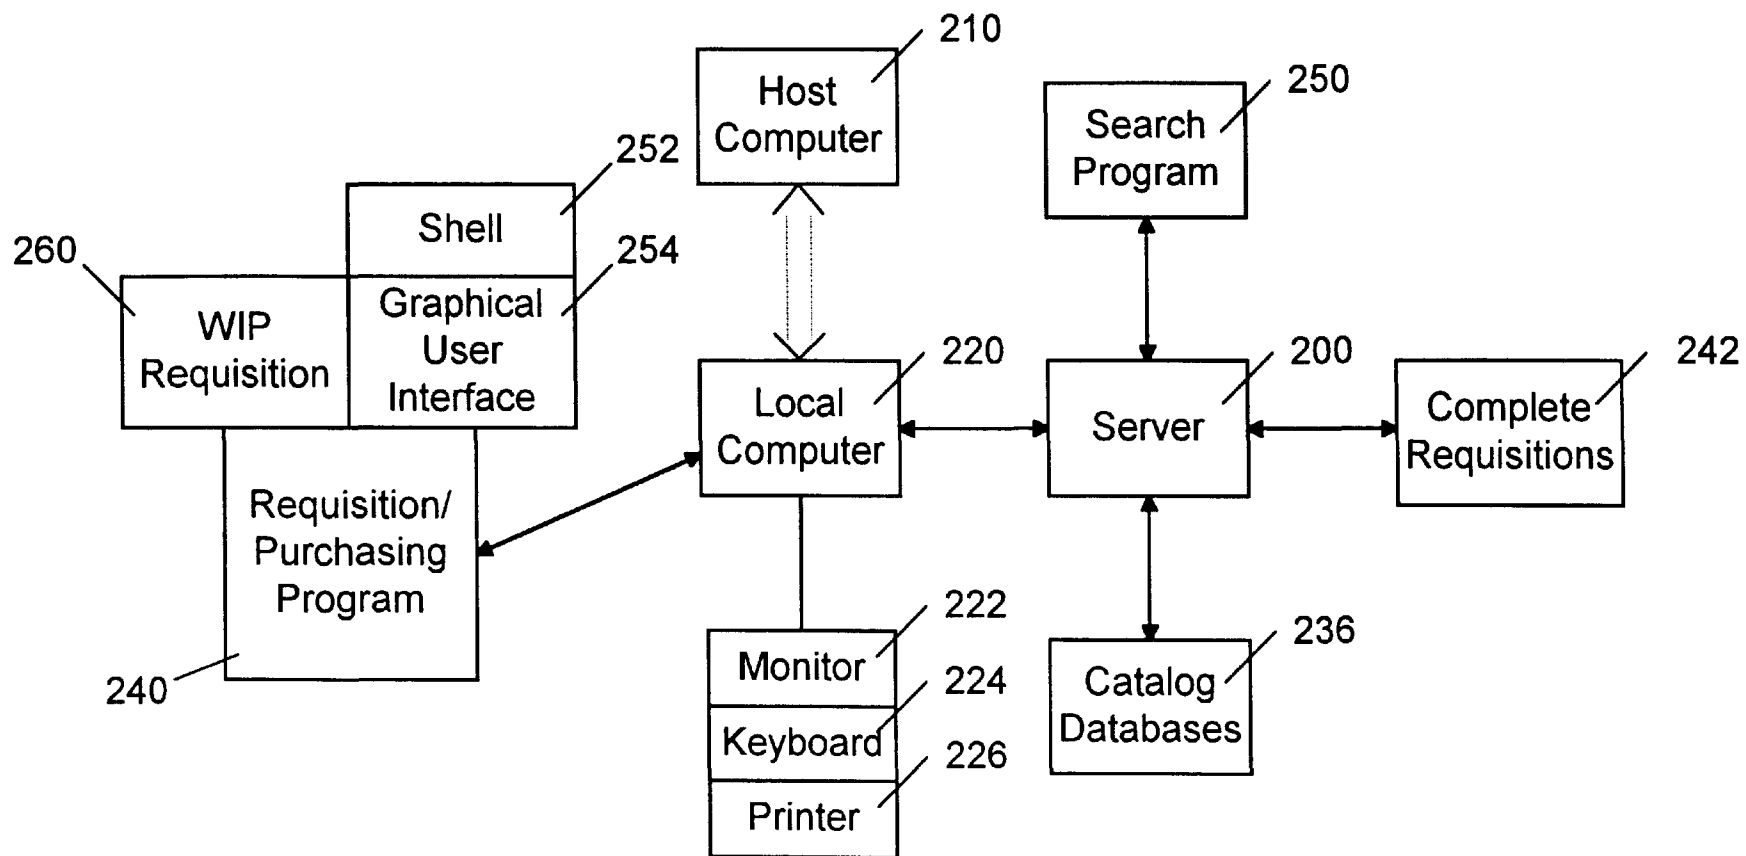 210
Host
Computer
250
Search
Program
252
Shell
260
254
WIP
Requisition
Graphical
User
Interface
220
Local
Computer
200
Server
242
Complete
Requisitions
Requisition/
Purchasing
Program
240
222
Monitor
224
Keyboard
226
Printer
236
Catalog
Databases